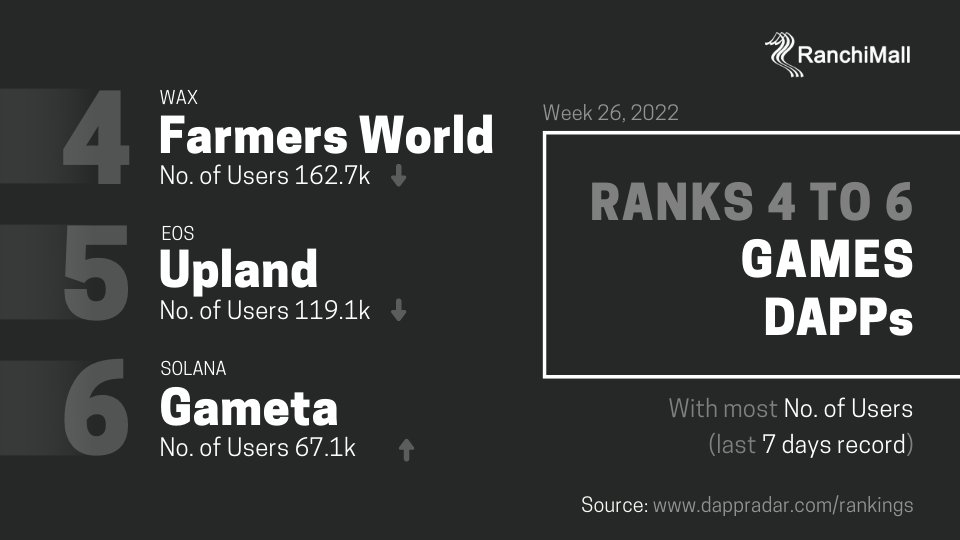 RanchiMall
4
WAX
Farmers World
No. of Users 162.7k
5
EOS
Upland
No. of Users 119.1k
6
SOLANA
Gameta
No. of Users 67.1k
Week 26, 2022
RANKS 4 TO 6
GAMES
DAPPs
With most No. of Users
(last 7 days record)
Source: www.dappradar.com/rankings